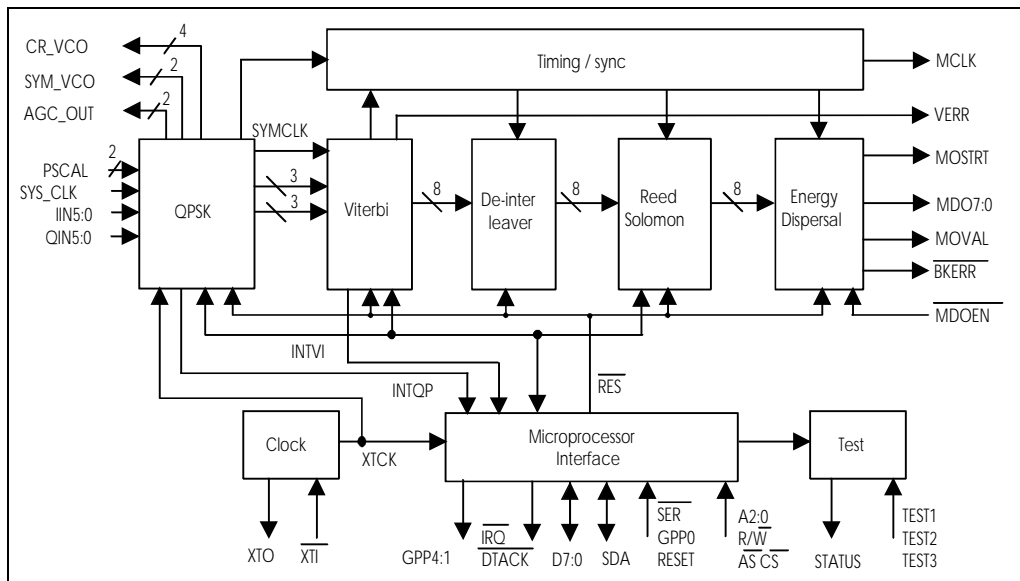 CR_VCO
4
SYM_VCO
2
AGC_OUT
2
Timing / sync
MCLK
VERR
SYMCLK
PSCAL
2
SYS_CLK
IIN5:0
QIN5:0
QPSK
3
3
Viterbi
8
De-inter
leaver
8
Reed
Solomon
8
Energy
Dispersal
MOSTRT
MDO7:0
MOVAL
BKERR
MDOEN
INTVI
INTQP
RES
Clock
XTCK
Microprocessor
Interface
Test
XTO
XTI
GPP4:1
IRQ
DTACK
D7:0
SDA
SER
GPP0
RESET
A2:0
R/W
AS CS
STATUS
TEST1
TEST2
TEST3